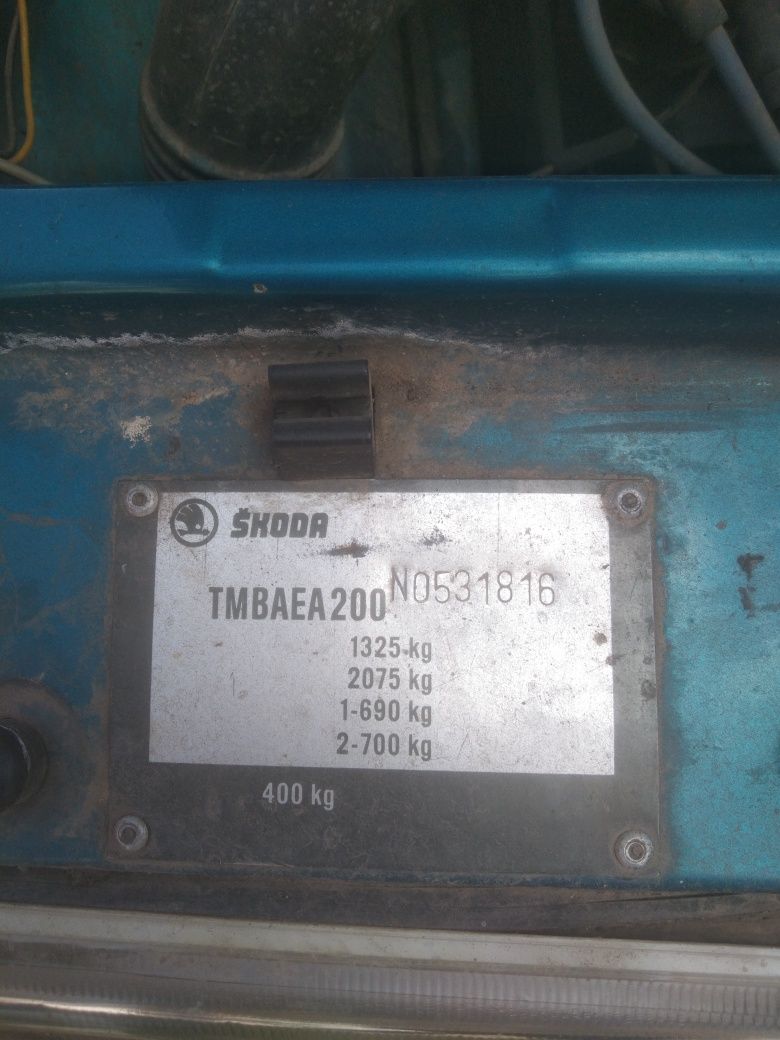 ŠKODA
TMBAEA200N0531816
1325 kg
2075 kg
1-690 kg
2-700 kg
400 kg